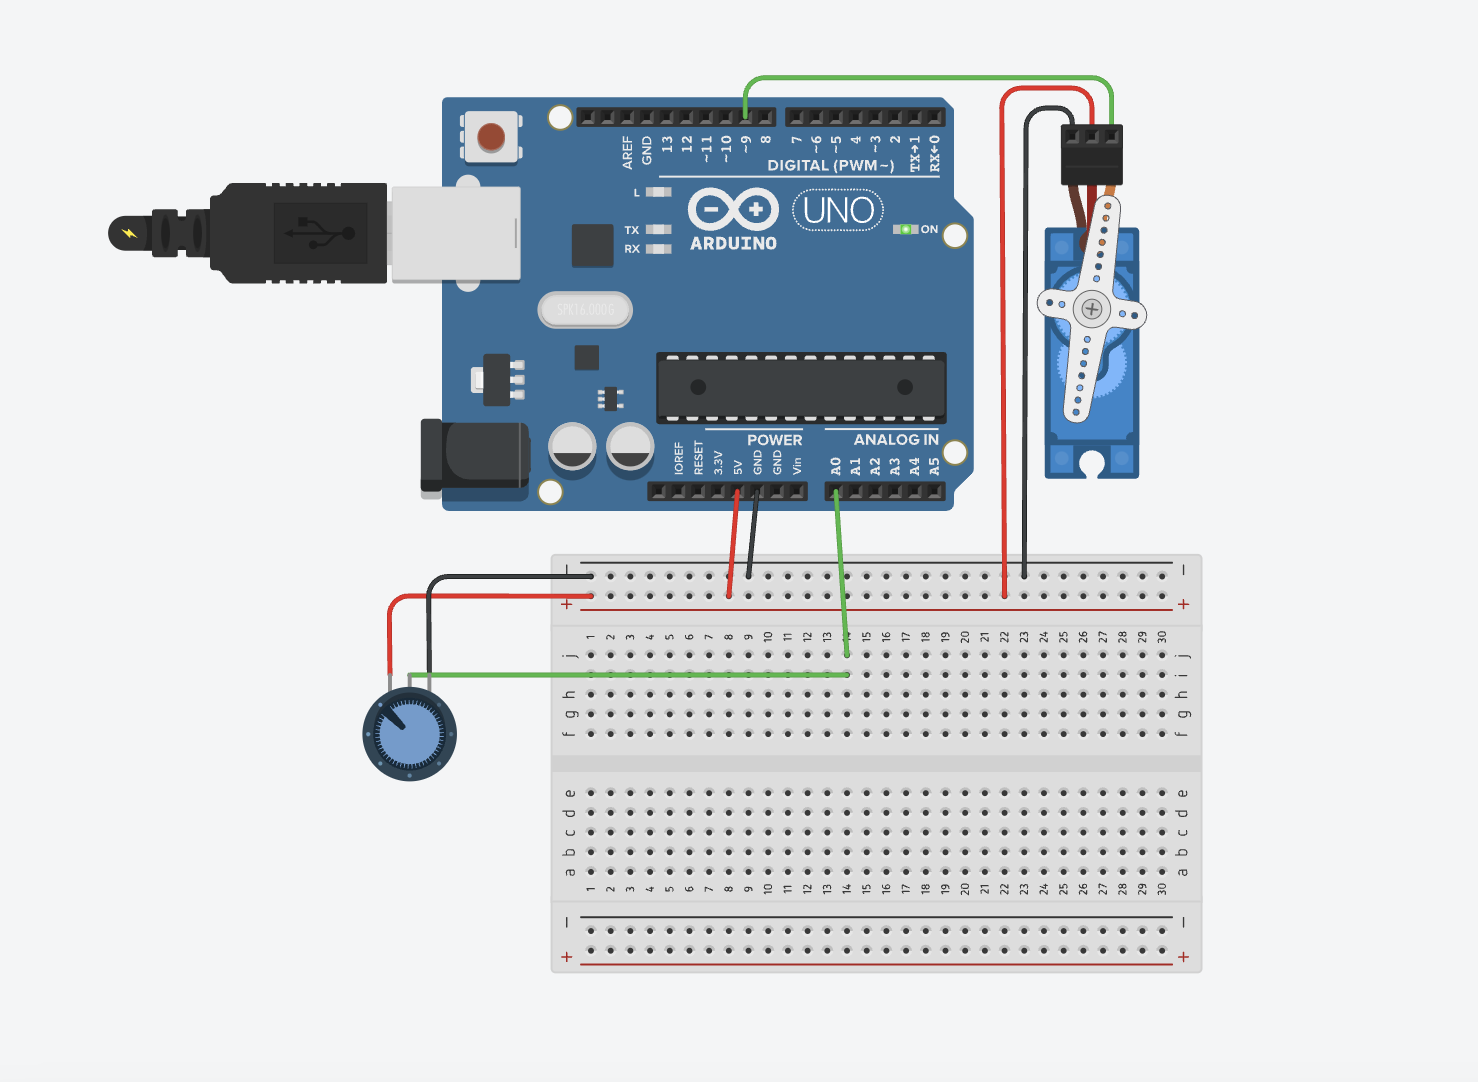 AREF
GND
13
12
~11
~10
~9
8
7
~6
~5
4
~3
2
TX→1
RX←0
DIGITAL (PWM~)
L
TX
RX
UNO
ARDUINO
ON
SPK16.000G
POWER
ANALOG IN
IOREF
RESET
3.3V
5V
GND
GND
Vin
A0
A1
A2
A3
A4
A5
− −
+ +
1 2 3 4 5 6 7 8 9 10 11 12 13 14 15 16 17 18 19 20 21 22 23 24 25 26 27 28 29 30
j j
i i
h h
g g
f f
e e
d d
c c
b b
a a
1 2 3 4 5 6 7 8 9 10 11 12 13 14 15 16 17 18 19 20 21 22 23 24 25 26 27 28 29 30
− −
+ +